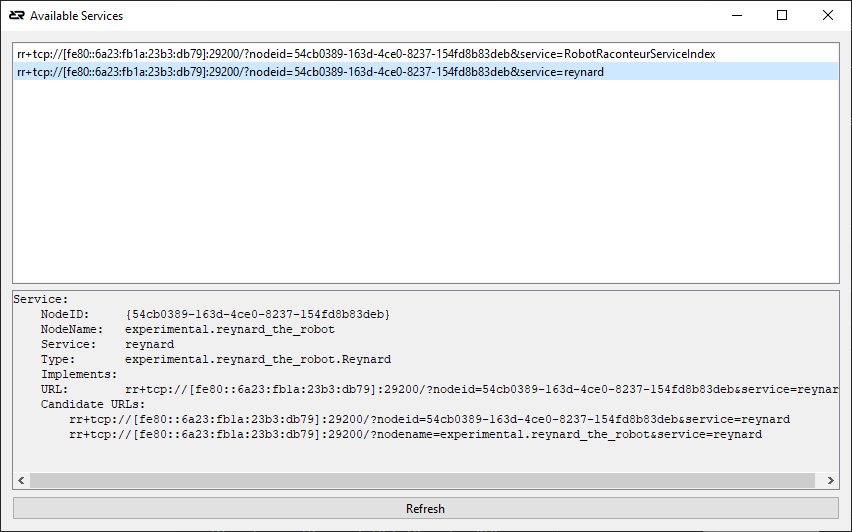 Available Services
rr+tcp://[fe80::6a23:fb1a:23b3:db79]:29200/?nodeid=54cb0389-163d-4ce0-8237-154fd8b83deb&service=RobotRaconteurServiceIndex
rr+tcp://[fe80::6a23:fb1a:23b3:db79]:29200/?nodeid=54cb0389-163d-4ce0-8237-154fd8b83deb&service=reynard
Service:
NodeID: {54cb0389-163d-4ce0-8237-154fd8b83deb}
NodeName: experimental.reynard_the_robot
Service: reynard
Type: experimental.reynard_the_robot.Reynard
Implements:
URL: rr+tcp://[fe80::6a23:fb1a:23b3:db79]:29200/?nodeid=54cb0389-163d-4ce0-8237-154fd8b83deb&service=reynar
Candidate URLs:
rr+tcp://[fe80::6a23:fb1a:23b3:db79]:29200/?nodeid=54cb0389-163d-4ce0-8237-154fd8b83deb&service=reynard
rr+tcp://[fe80::6a23:fb1a:23b3:db79]:29200/?nodename=experimental.reynard_the_robot&service=reynard
Refresh